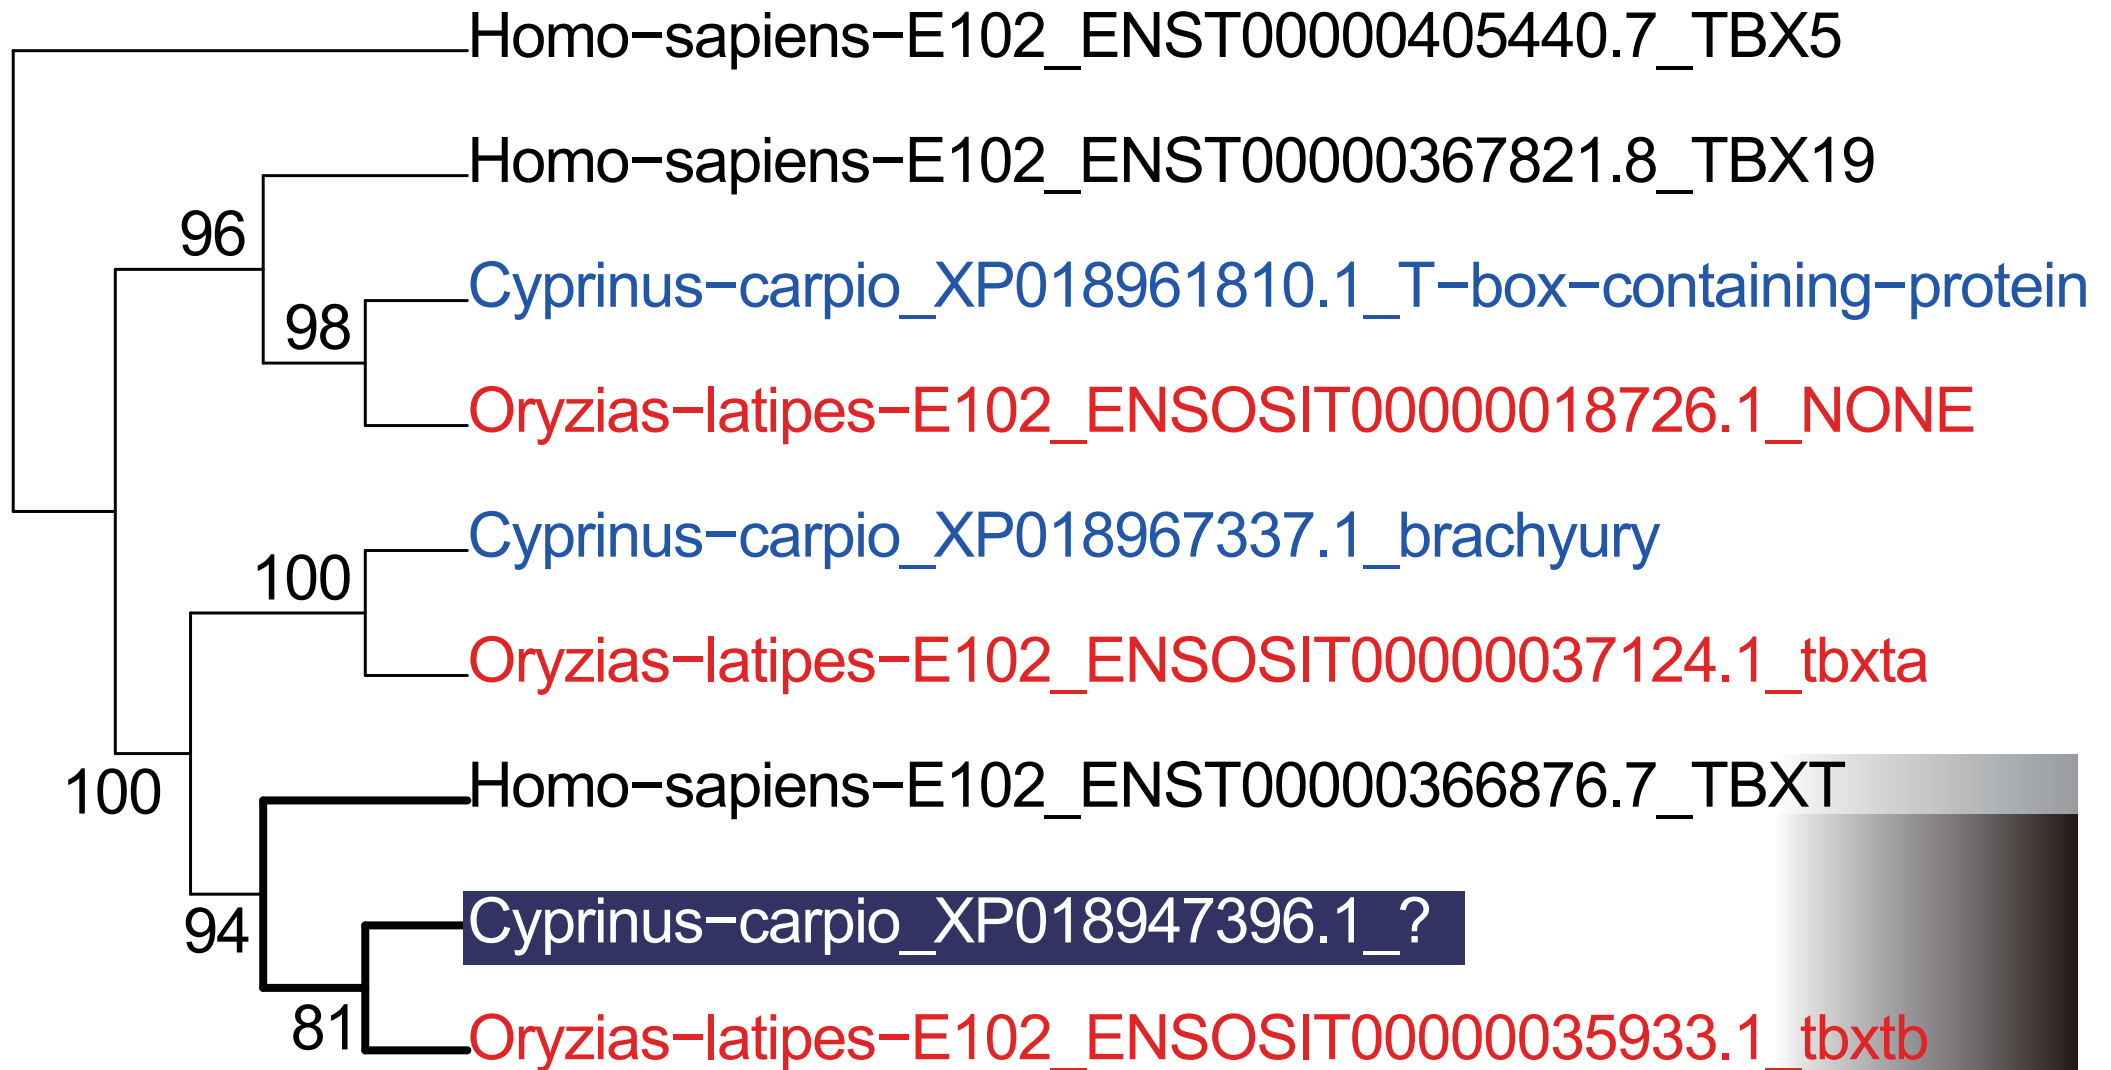 Homo-sapiens-E102_ENST00000405440.7_TBX5
Homo-sapiens-E102_ENST00000367821.8_TBX19
96
Cyprinus-carpio_XP018961810.1_T-box-containing-protein
98
Oryzias-latipes-E102_ENSOSIT00000018726.1_NONE
Cyprinus-carpio_XP018967337.1_brachyury
100
Oryzias-latipes-E102_ENSOSIT00000037124.1_tbxta
Homo-sapiens-E102_ENST00000366876.7_TBXT
100
Cyprinus-carpio_XP018947396.1_?
94
81
Oryzias-latipes-E102_ENSOSIT00000035933.1_tbxtb